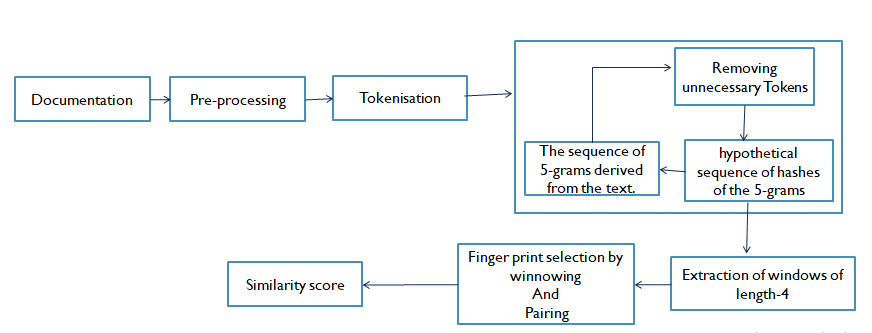 Documentation
Pre-processing
Tokenisation
Removing
unnecessary Tokens
The sequence of
5-grams derived
from the text.
hypothetical
sequence of hashes
of the 5-grams
Extraction of windows of
length-4
Finger print selection by
winnowing
And
Pairing
Similarity score